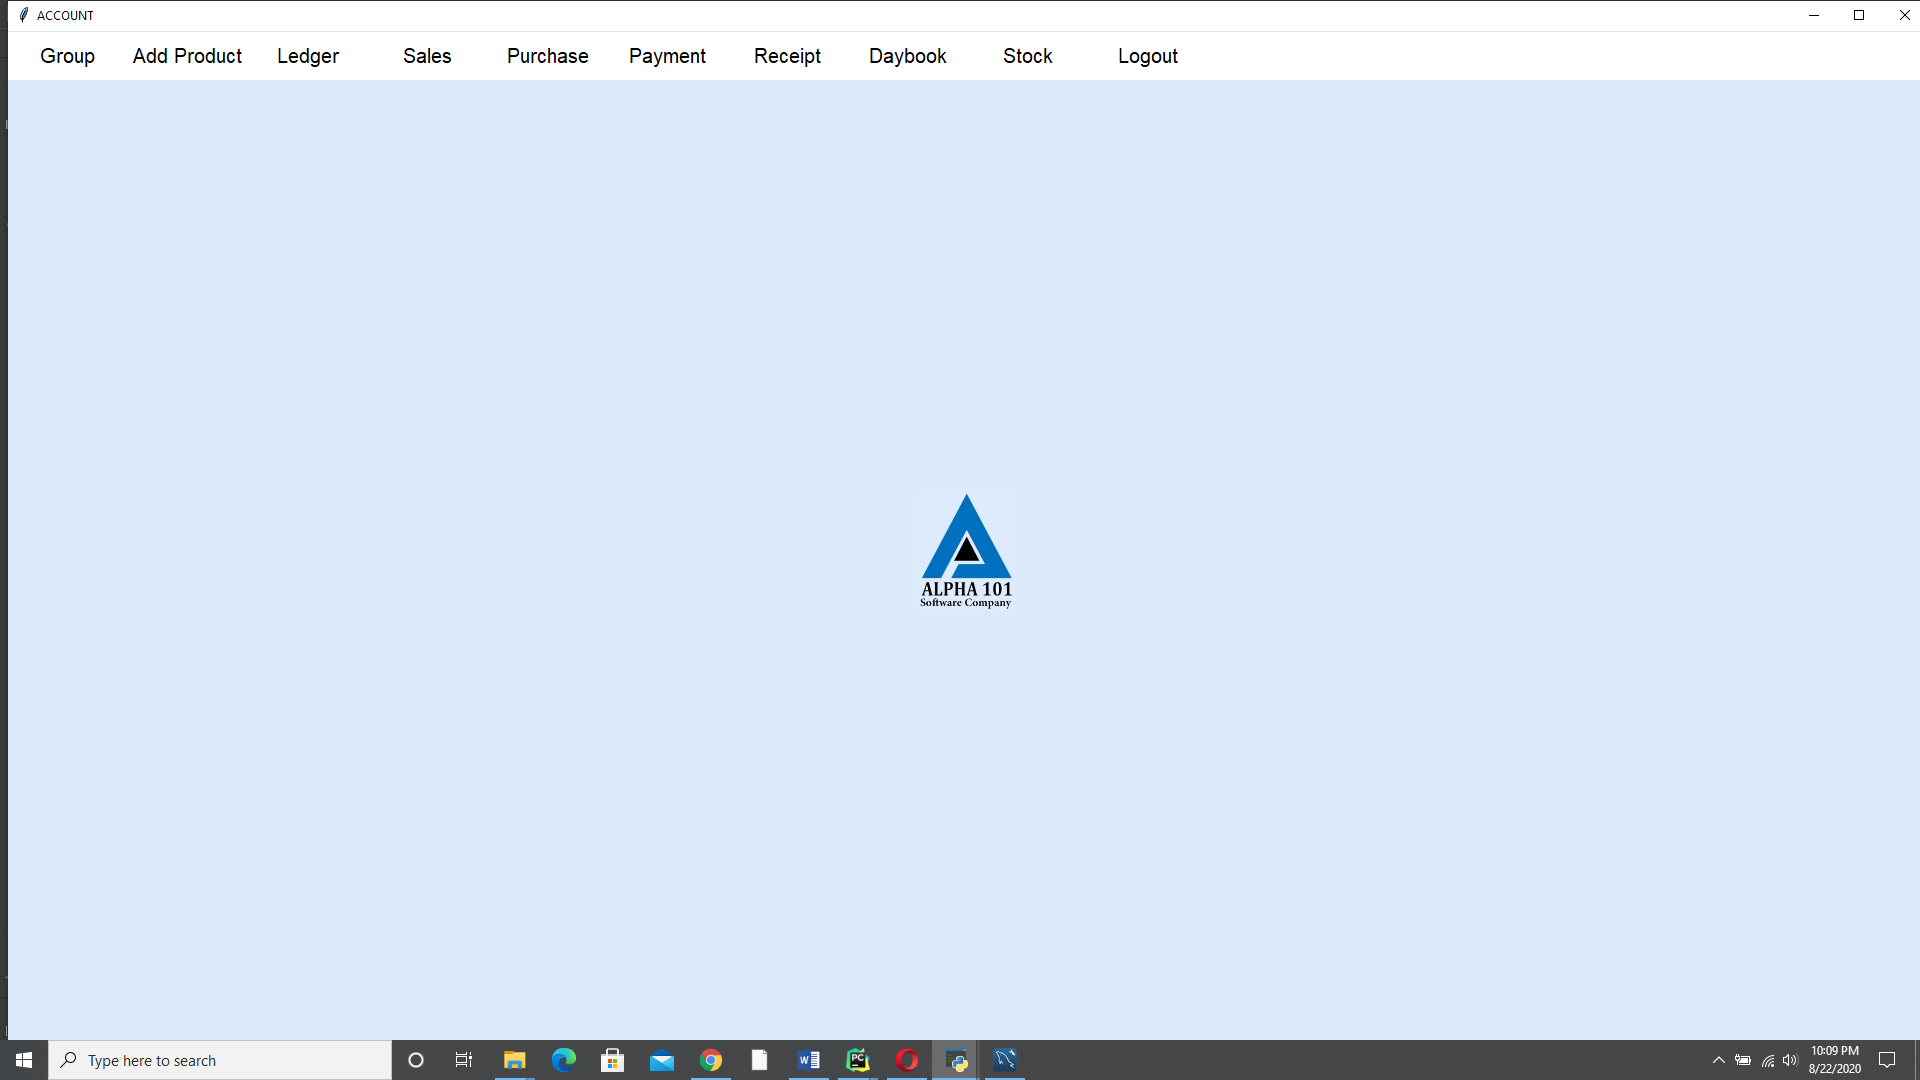 ACCOUNT
Group Add Product Ledger Sales Purchase Payment Receipt Daybook Stock Logout
ALPHA 101
Software Company
Type here to search
W
PC
10:09 PM
8/22/2020